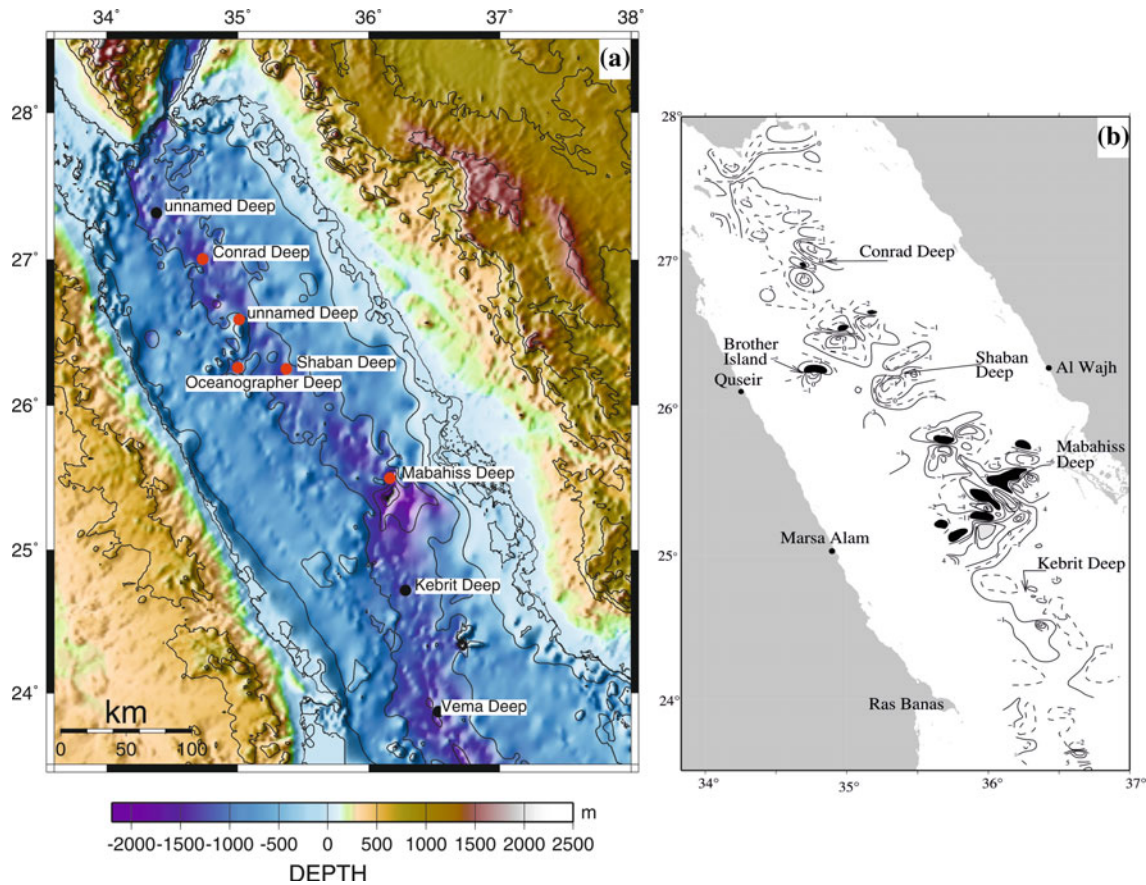 34° 35° 36° 37° 38°
(a)
28°
27°
26°
25°
24°
unnamed Deep
Conrad Deep
unnamed Deep
Shaban Deep
Oceanographer Deep
Mabahiss Deep
Kebrit Deep
Vema Deep
km
0 50 100
-2000 -1500 -1000 -500 0 500 1000 1500 2000 2500
m
DEPTH
(b)
28°
27°
26°
25°
24°
Conrad Deep
Brother
Island
Quseir
Shaban
Deep
Al Wajh
Mabahiss
Deep
Marsa Alam
Kebrit Deep
Ras Banas
34° 35° 36° 37°